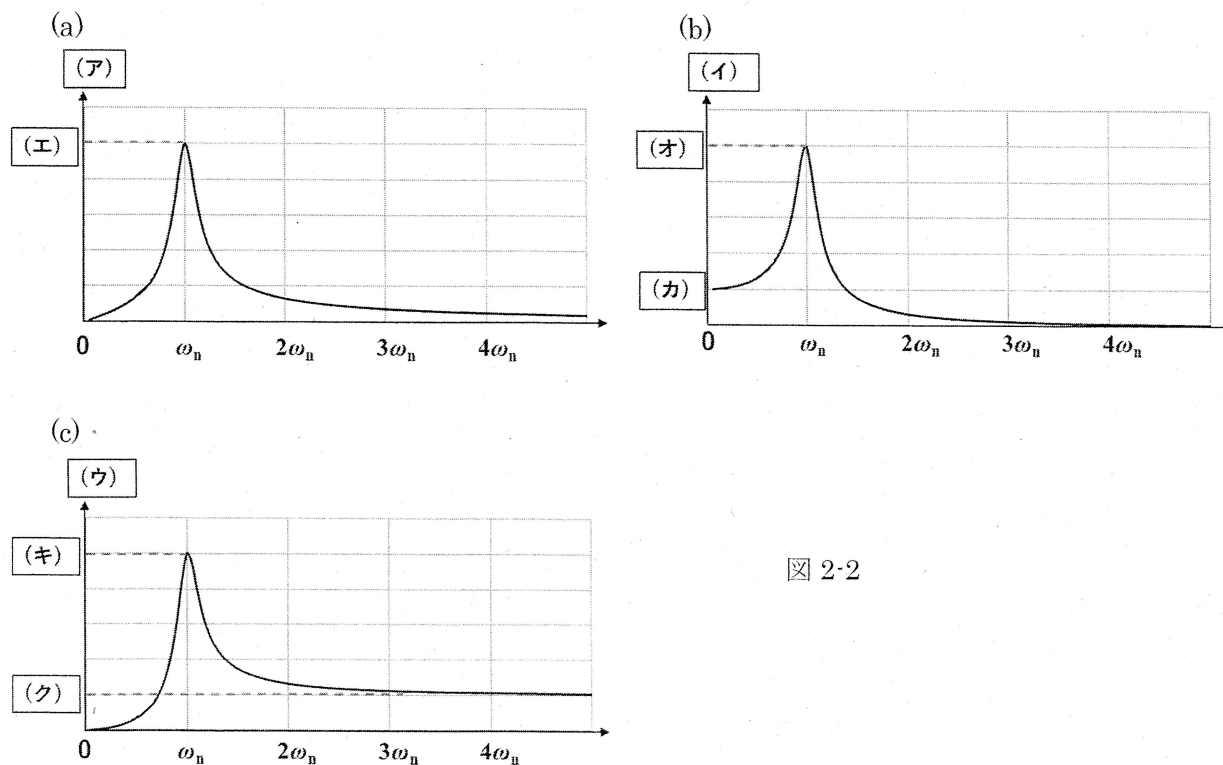 (a)
(ア)
(エ)
0 ωn 2ωn 3ωn 4ωn
(b)
(イ)
(オ)
(カ)
0 ωn 2ωn 3ωn 4ωn
(c)
(ウ)
(キ)
(ク)
0 ωn 2ωn 3ωn 4ωn
図 2-2